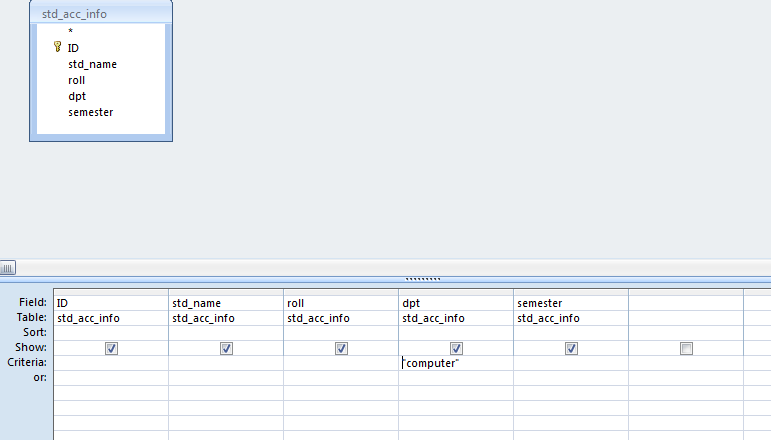 std_acc_info
*
ID
std_name
roll
dpt
semester
Field: ID std_name roll dpt semester
Table: std_acc_info std_acc_info std_acc_info std_acc_info std_acc_info
Sort:
Show:
Criteria: "computer"
or: